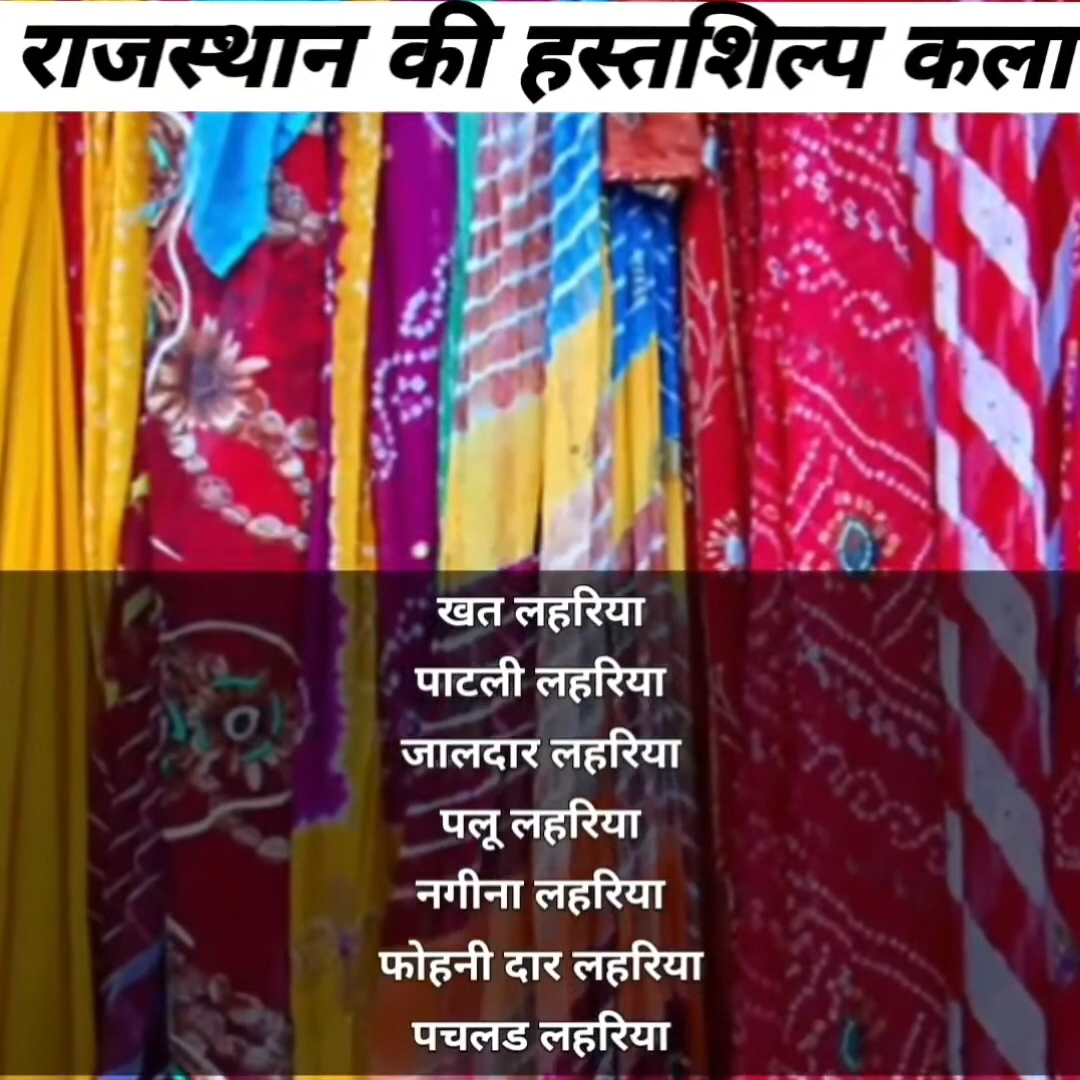 राजस्थान की हस्तशिल्प कला
खत लहरिया
पाटली लहरिया
जालदार लहरिया
पलू लहरिया
नगीना लहरिया
फोहनी दार लहरिया
पचलड लहरिया